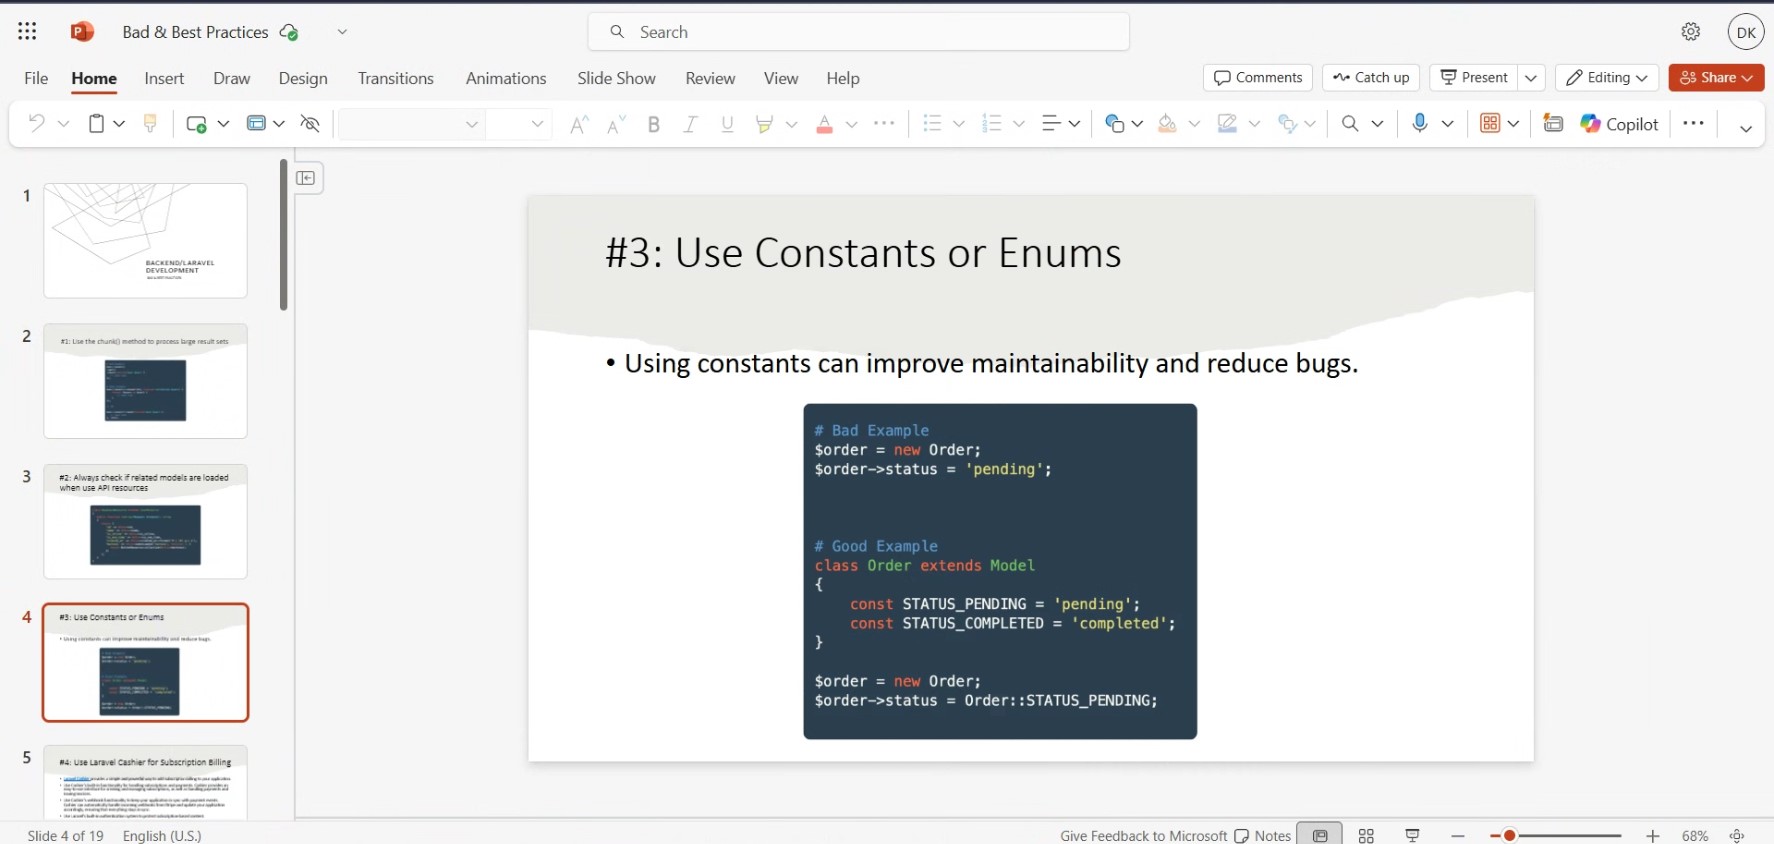 Bad & Best Practices
Search
DK
File Home Insert Draw Design Transitions Animations Slide Show Review View Help
Comments Catch up Present Editing Share
Copilot
1
BACKEND/LARAVEL
DEVELOPMENT
2
#1: Use the chunk() method to process large result sets
3
#2: Always check if related models are loaded
when use API resources
4
#3: Use Constants or Enums
• Using constants can improve maintainability and reduce bugs.
5
#4: Use Laravel Cashier for Subscription Billing
#3: Use Constants or Enums
• Using constants can improve maintainability and reduce bugs.
# Bad Example
$order = new Order;
$order->status = 'pending';
# Good Example
class Order extends Model
{
    const STATUS_PENDING = 'pending';
    const STATUS_COMPLETED = 'completed';
}
$order = new Order;
$order->status = Order::STATUS_PENDING;
Slide 4 of 19 English (U.S.)
Give Feedback to Microsoft Notes 68%